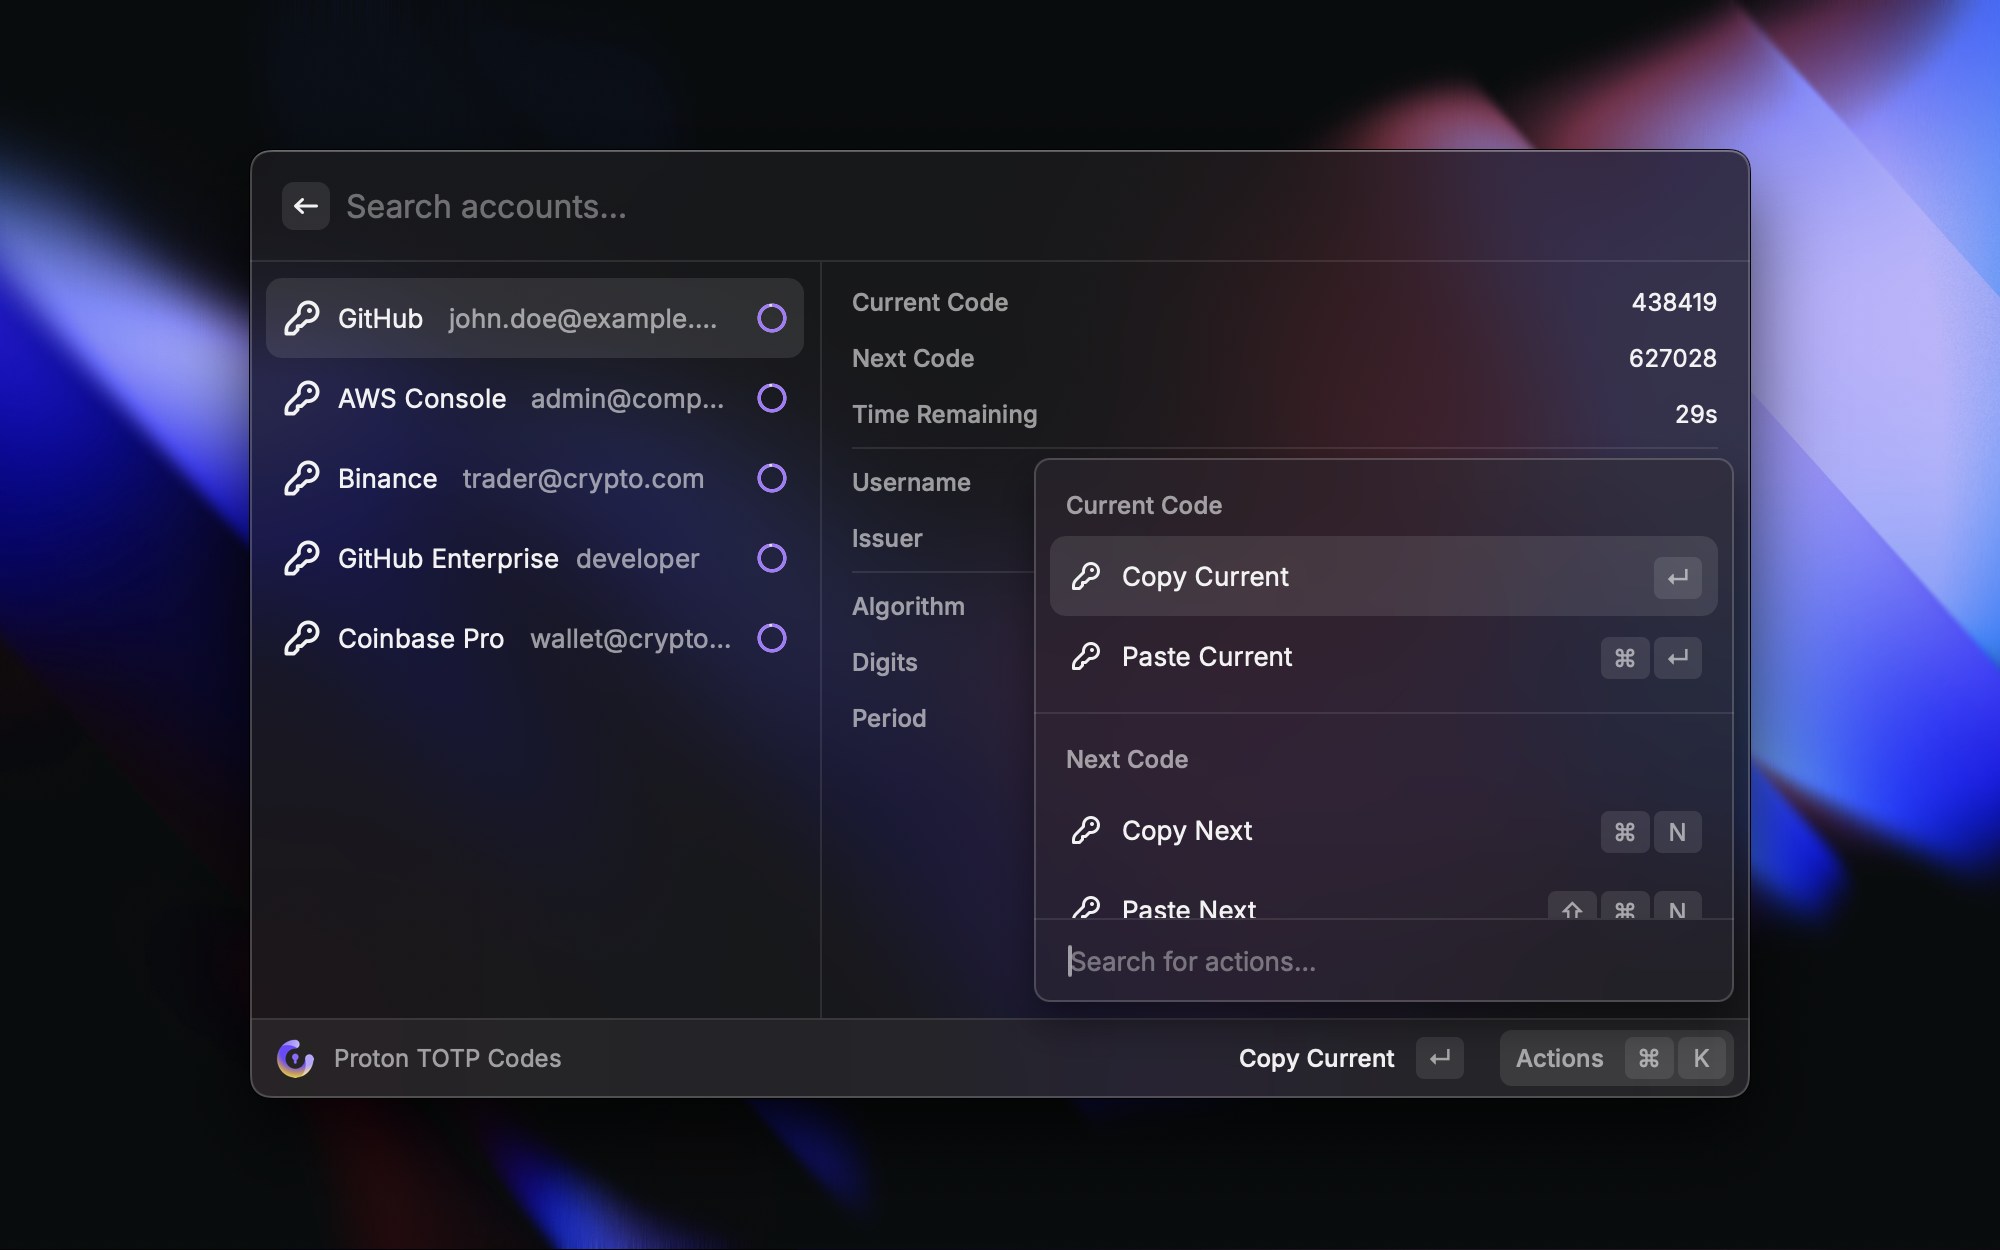 Search accounts...
GitHub john.doe@example....
AWS Console admin@comp...
Binance trader@crypto.com
GitHub Enterprise developer
Coinbase Pro wallet@crypto...
Current Code 438419
Next Code 627028
Time Remaining 29s
Username
Issuer
Algorithm
Digits
Period
Current Code
Copy Current ↵
Paste Current ⌘ ↵
Next Code
Copy Next ⌘ N
Paste Next ⇧ ⌘ N
Search for actions...
Proton TOTP Codes
Copy Current ↵ Actions ⌘ K